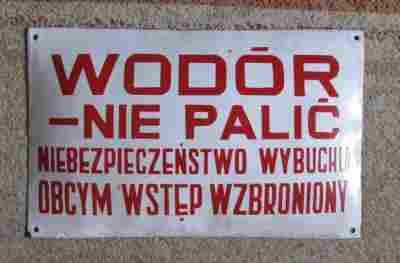 WODÓR
–NIE PALIĆ
NIEBEZPIECZEŃSTWO WYBUCHU
OBCYM WSTĘP WZBRONIONY